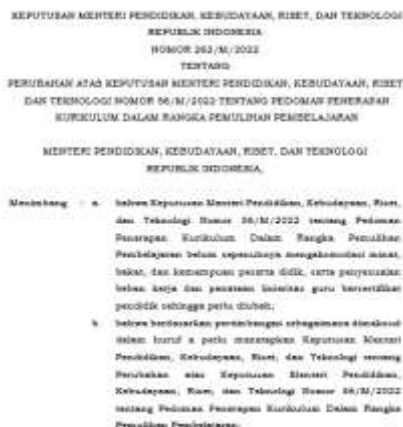 KEPUTUSAN MENTERI PENDIDIKAN, KEBUDAYAAN, RISET, DAN TEKNOLOGI
REPUBLIK INDONESIA
NOMOR 262/M/2022
TENTANG
PERUBAHAN ATAS KEPUTUSAN MENTERI PENDIDIKAN, KEBUDAYAAN, RISET
DAN TEKNOLOGI NOMOR 56/M/2022 TENTANG PEDOMAN PENERAPAN
KURIKULUM DALAM RANGKA PEMULIHAN PEMBELAJARAN
MENTERI PENDIDIKAN, KEBUDAYAAN, RISET, DAN TEKNOLOGI
REPUBLIK INDONESIA,
Menimbang : a. bahwa Keputusan Menteri Pendidikan, Kebudayaan, Riset,
dan Teknologi Nomor 56/M/2022 tentang Pedoman
Penerapan Kurikulum Dalam Rangka Pemulihan
Pembelajaran belum sepenuhnya mengakomodasi minat,
bakat, dan kemampuan peserta didik, serta penyesuaian
beban kerja dan penataan linieritas guru bersertifikat
pendidik sehingga perlu diubah;
b. bahwa berdasarkan pertimbangan sebagaimana dimaksud
dalam huruf a perlu menetapkan Keputusan Menteri
Pendidikan, Kebudayaan, Riset, dan Teknologi tentang
Perubahan atas Keputusan Menteri Pendidikan,
Kebudayaan, Riset, dan Teknologi Nomor 56/M/2022
tentang Pedoman Penerapan Kurikulum Dalam Rangka
Pemulihan Pembelajaran;